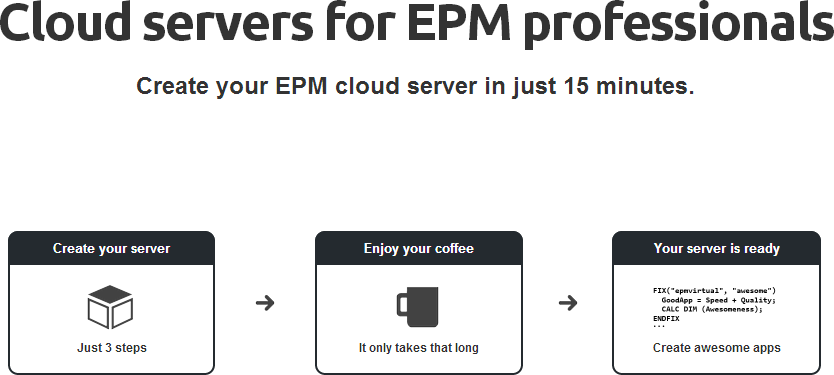 Cloud servers for EPM professionals
Create your EPM cloud server in just 15 minutes.
Create your server
Just 3 steps
Enjoy your coffee
It only takes that long
Your server is ready
FIX("epmvirtual", "awesome")
GoodApp = Speed + Quality;
CALC DIM (Awesomeness);
ENDFIX
...
Create awesome apps